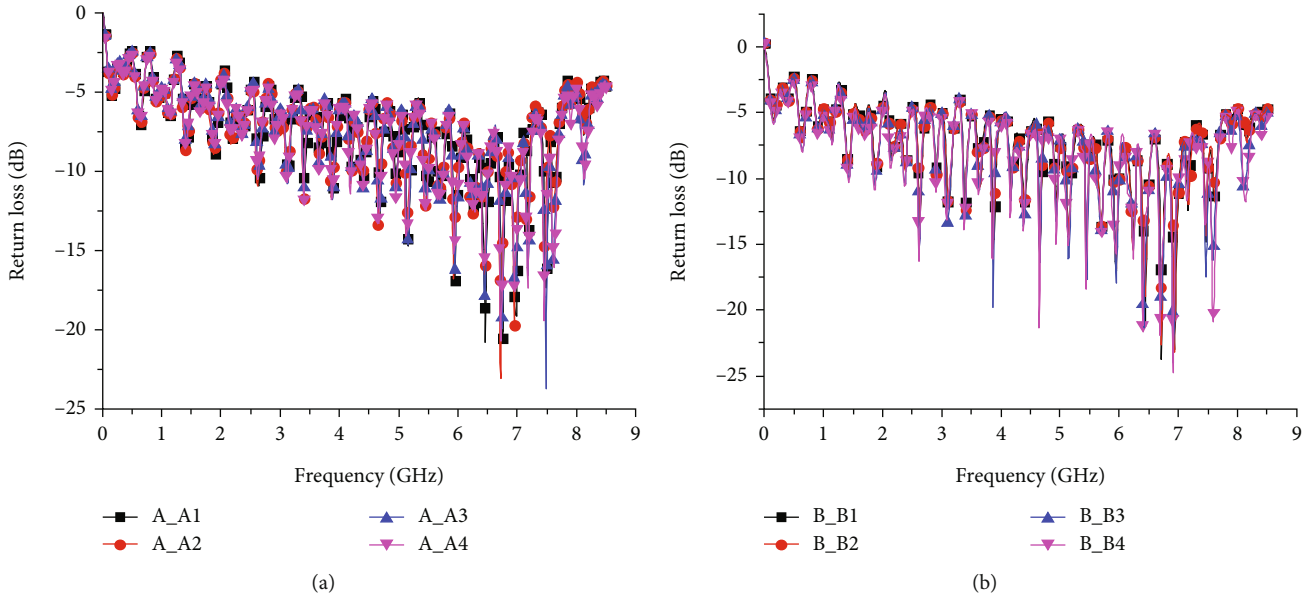 0
−5
−10
−15
−20
−25
Return loss (dB)
0 1 2 3 4 5 6 7 8 9
Frequency (GHz)
A_A1
A_A2
A_A3
A_A4
(a)
0
−5
−10
−15
−20
−25
Return loss (dB)
0 1 2 3 4 5 6 7 8 9
Frequency (GHz)
B_B1
B_B2
B_B3
B_B4
(b)